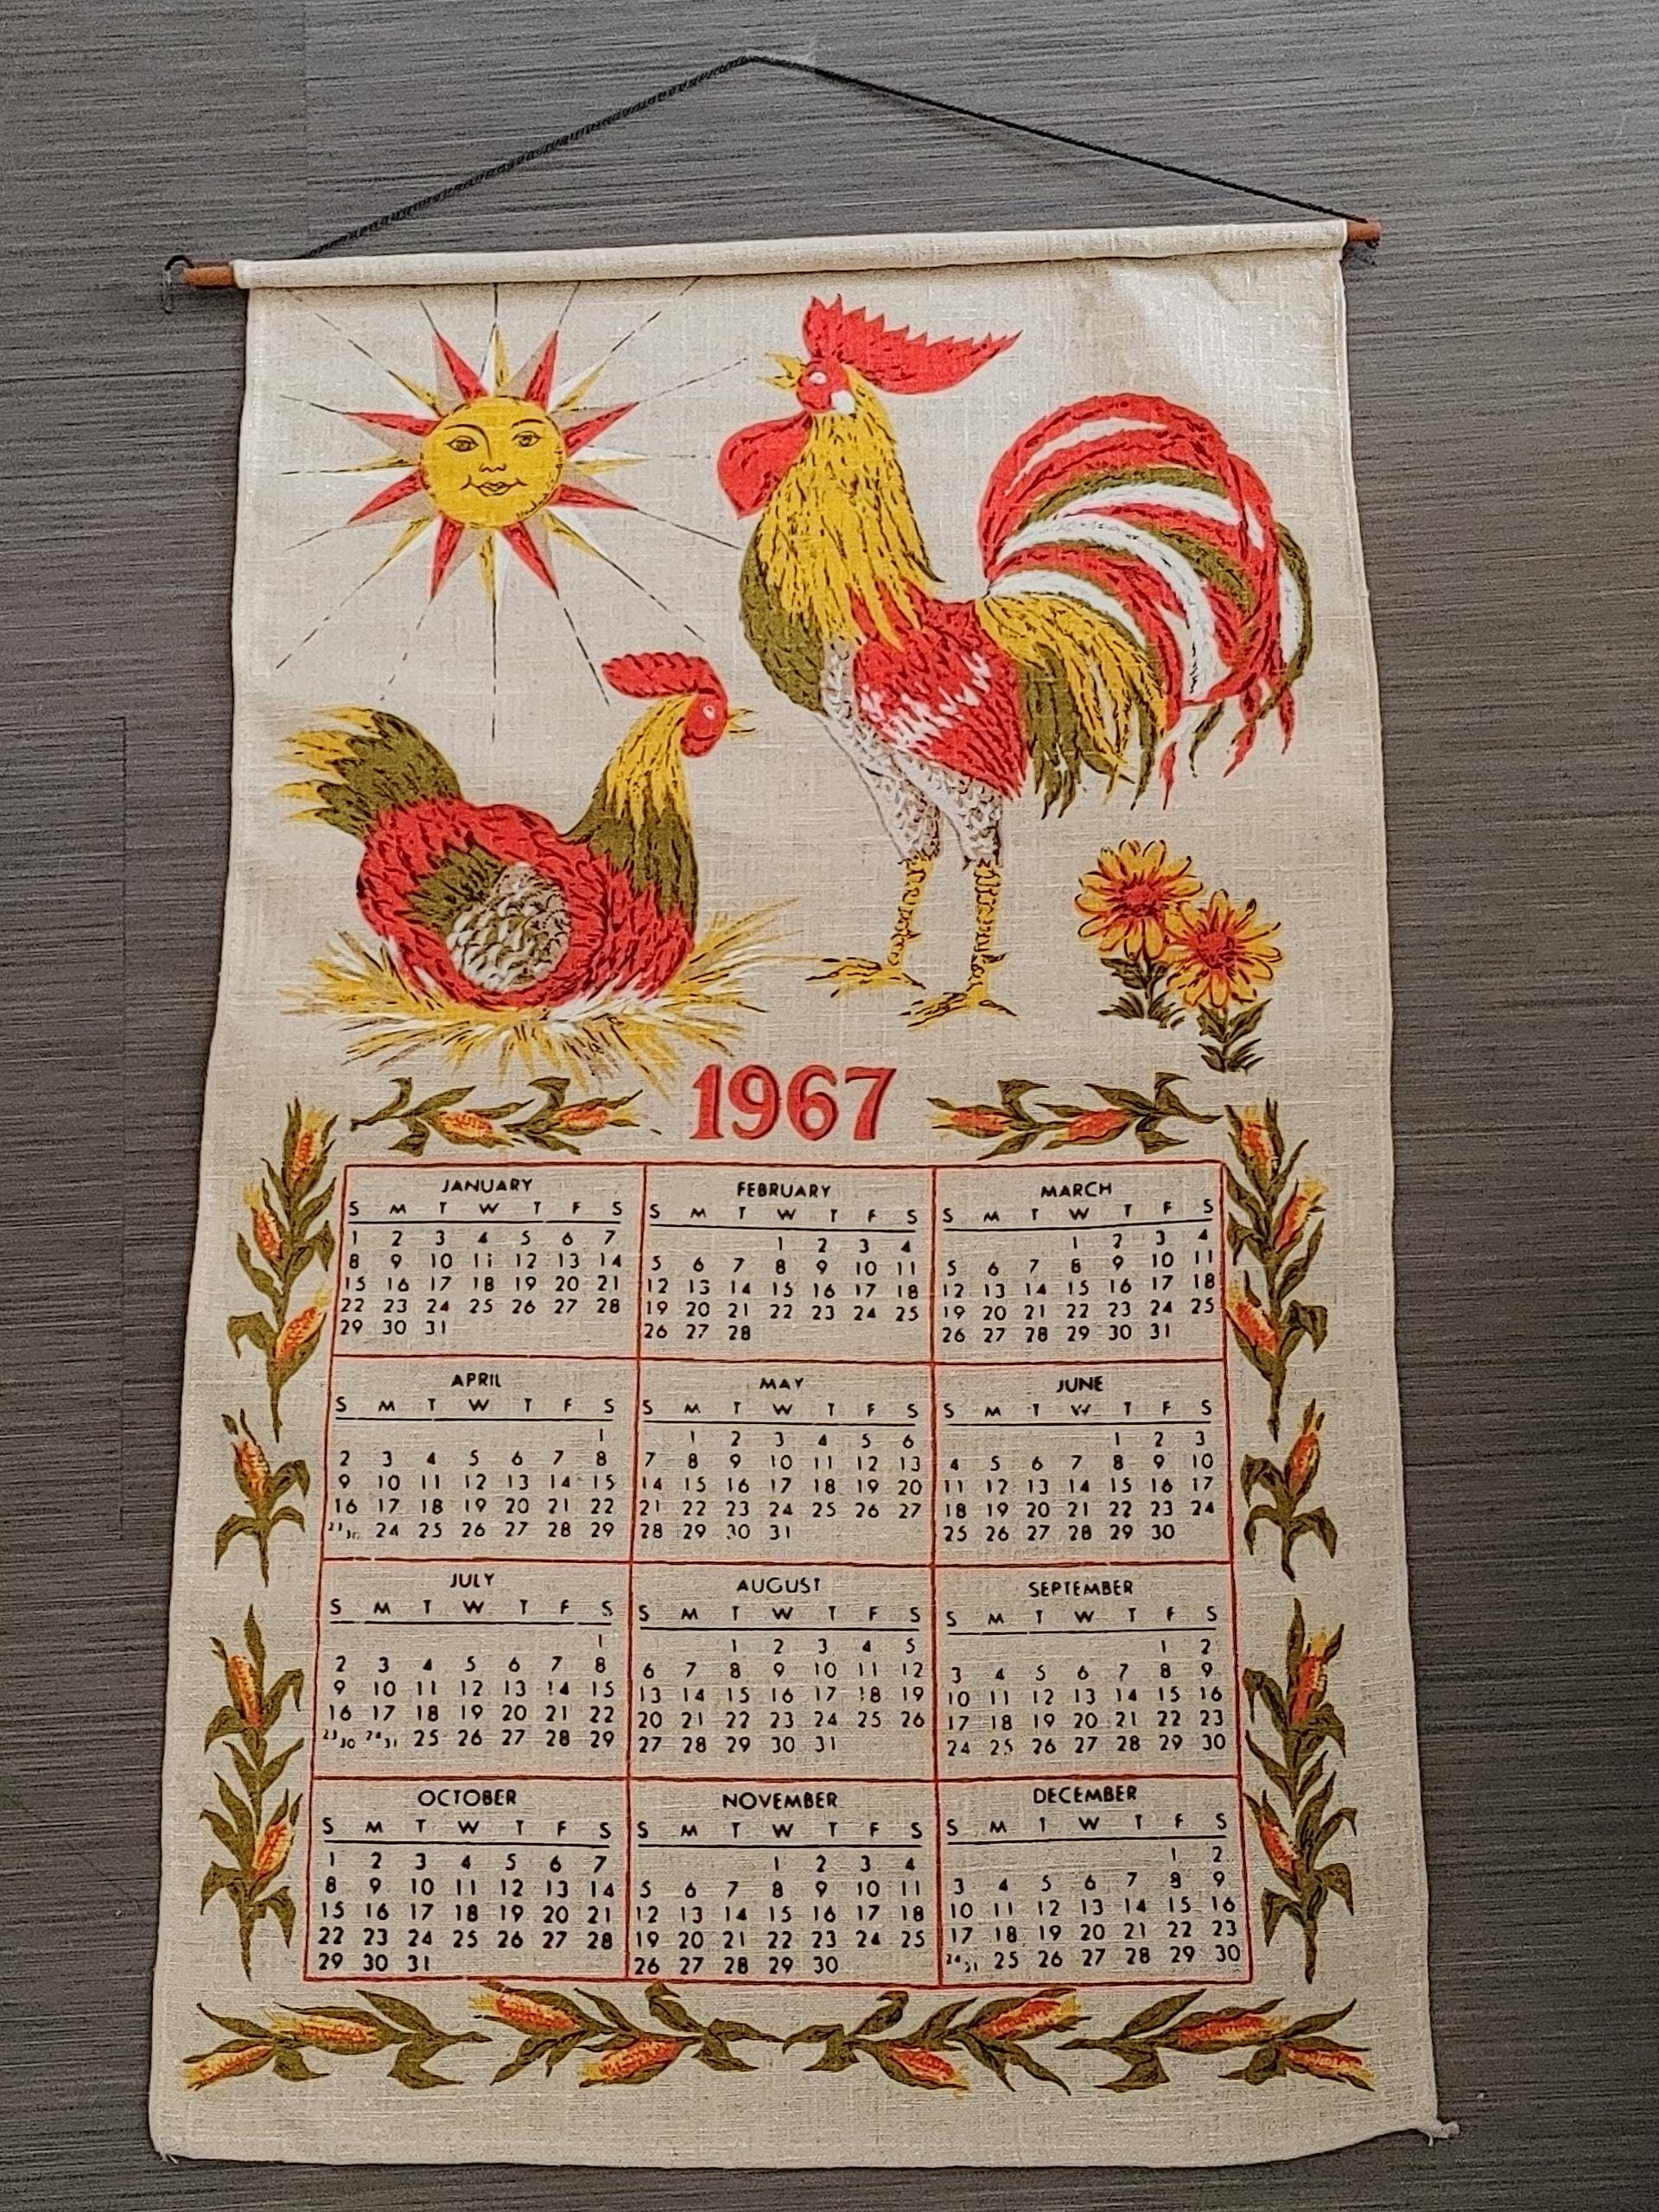 1967
JANUARY FEBRUARY MARCH
S M T W T F S S M T W T F S S M T W T F S
1 2 3 4 5 6 7 1 2 3 4 1 2 3 4
8 9 10 11 12 13 14 5 6 7 8 9 10 11 5 6 7 8 9 10 11
15 16 17 18 19 20 21 12 13 14 15 16 17 18 12 13 14 15 16 17 18
22 23 24 25 26 27 28 19 20 21 22 23 24 25 19 20 21 22 23 24 25
29 30 31 26 27 28 26 27 28 29 30 31
APRIL MAY JUNE
S M T W T F S S M T W T F S S M T W T F S
1 1 2 3 4 5 6 1 2 3
2 3 4 5 6 7 8 7 8 9 10 11 12 13 4 5 6 7 8 9 10
9 10 11 12 13 14 15 14 15 16 17 18 19 20 11 12 13 14 15 16 17
16 17 18 19 20 21 22 21 22 23 24 25 26 27 18 19 20 21 22 23 24
23 30 24 25 26 27 28 29 28 29 30 31 25 26 27 28 29 30
JULY AUGUST SEPTEMBER
S M T W T F S S M T W T F S S M T W T F S
1 1 2 3 4 5 1 2
2 3 4 5 6 7 8 6 7 8 9 10 11 12 3 4 5 6 7 8 9
9 10 11 12 13 14 15 13 14 15 16 17 18 19 10 11 12 13 14 15 16
16 17 18 19 20 21 22 20 21 22 23 24 25 26 17 18 19 20 21 22 23
23 30 24 31 25 26 27 28 29 27 28 29 30 31 24 25 26 27 28 29 30
OCTOBER NOVEMBER DECEMBER
S M T W T F S S M T W T F S S M T W T F S
1 2 3 4 5 6 7 1 2 3 4 1 2
8 9 10 11 12 13 14 5 6 7 8 9 10 11 3 4 5 6 7 8 9
15 16 17 18 19 20 21 12 13 14 15 16 17 18 10 11 12 13 14 15 16
22 23 24 25 26 27 28 19 20 21 22 23 24 25 17 18 19 20 21 22 23
29 30 31 26 27 28 29 30 24 31 25 26 27 28 29 30